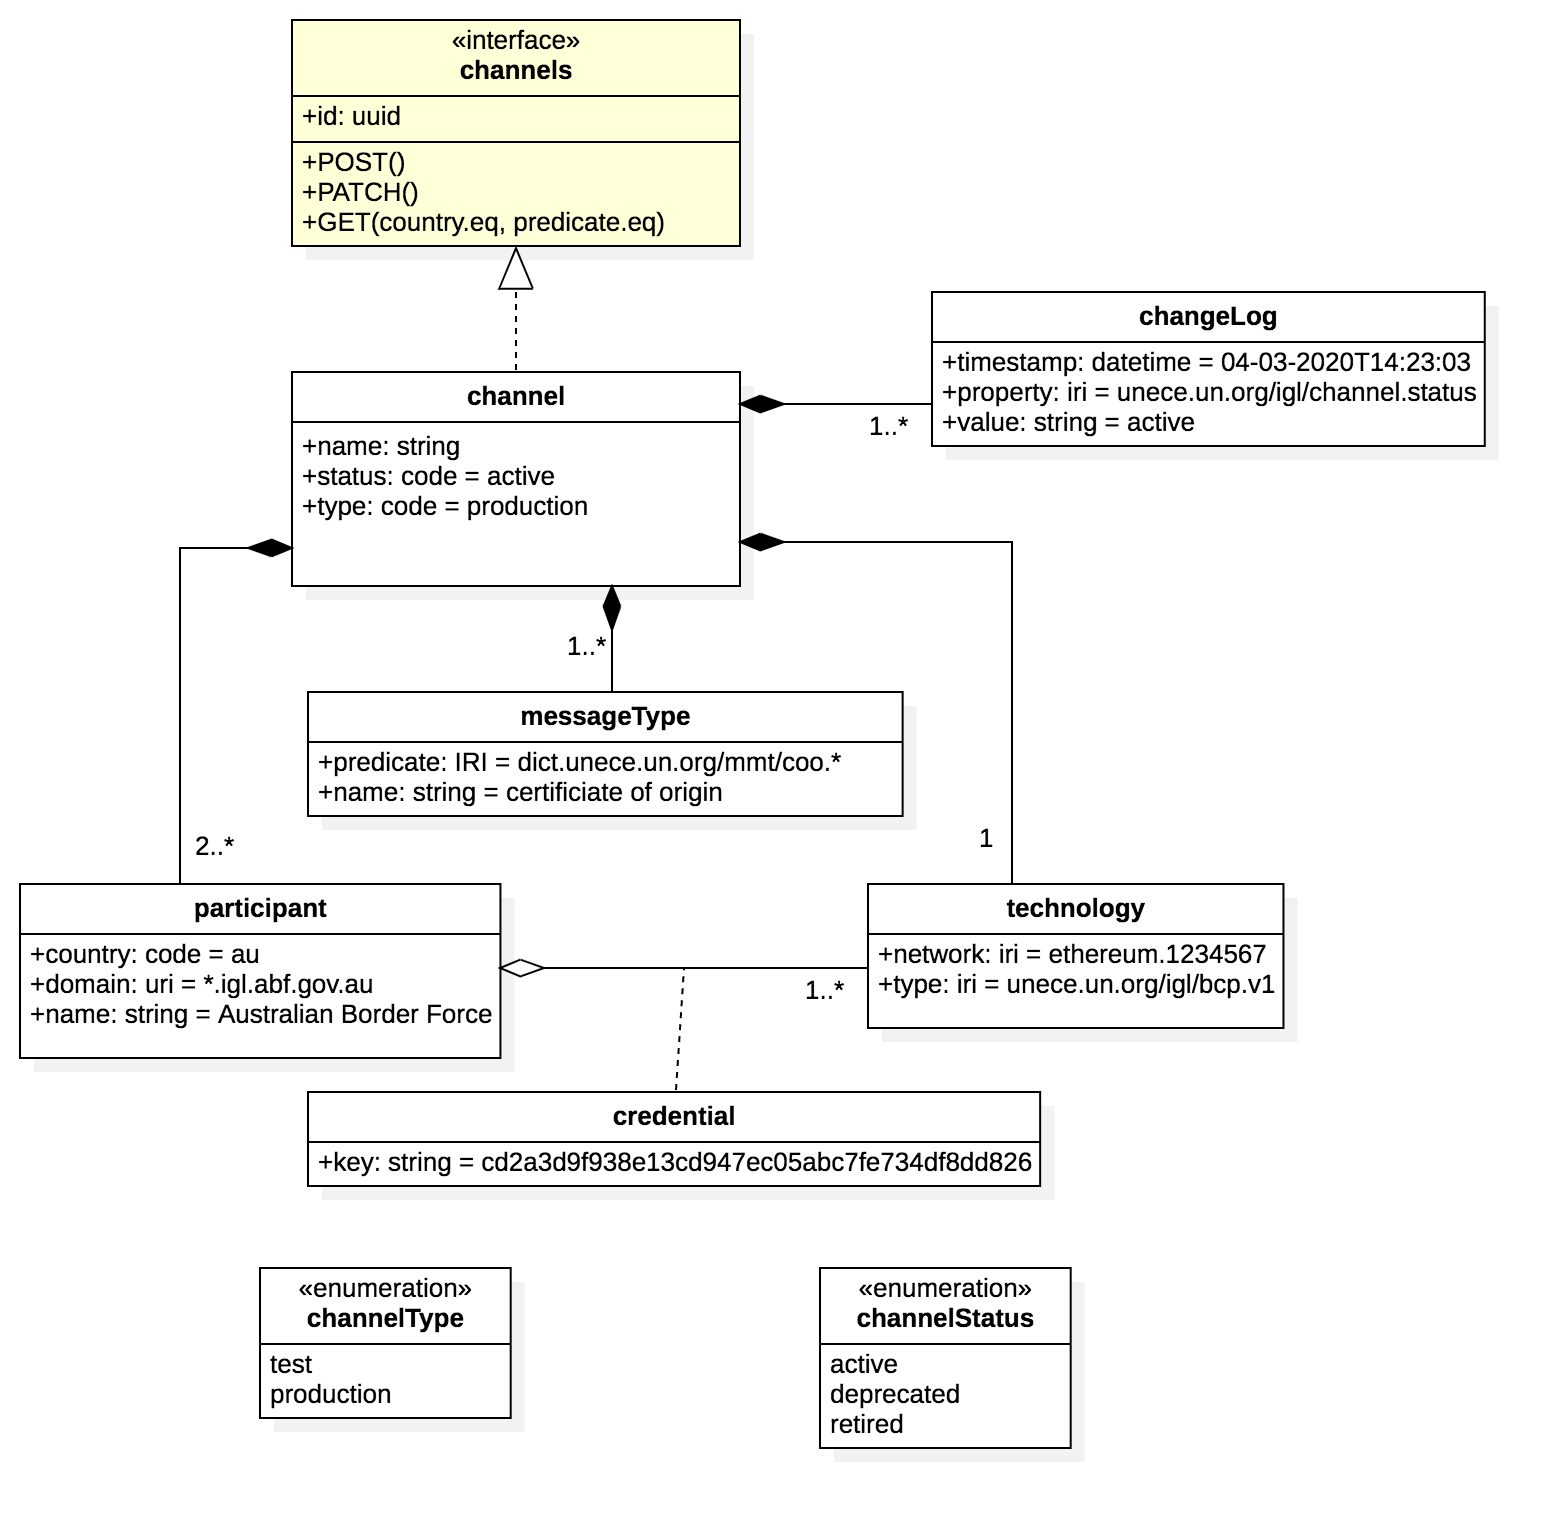 «interface»
channels
+id: uuid
+POST()
+PATCH()
+GET(country.eq, predicate.eq)
changeLog
+timestamp: datetime = 04-03-2020T14:23:03
+property: iri = unece.un.org/igl/channel.status
+value: string = active
channel
+name: string
+status: code = active
+type: code = production
1..*
1..*
messageType
+predicate: IRI = dict.unece.un.org/mmt/coo.*
+name: string = certificiate of origin
2..*
1
participant
+country: code = au
+domain: uri = *.igl.abf.gov.au
+name: string = Australian Border Force
technology
+network: iri = ethereum.1234567
+type: iri = unece.un.org/igl/bcp.v1
1..*
credential
+key: string = cd2a3d9f938e13cd947ec05abc7fe734df8dd826
«enumeration»
channelType
test
production
«enumeration»
channelStatus
active
deprecated
retired